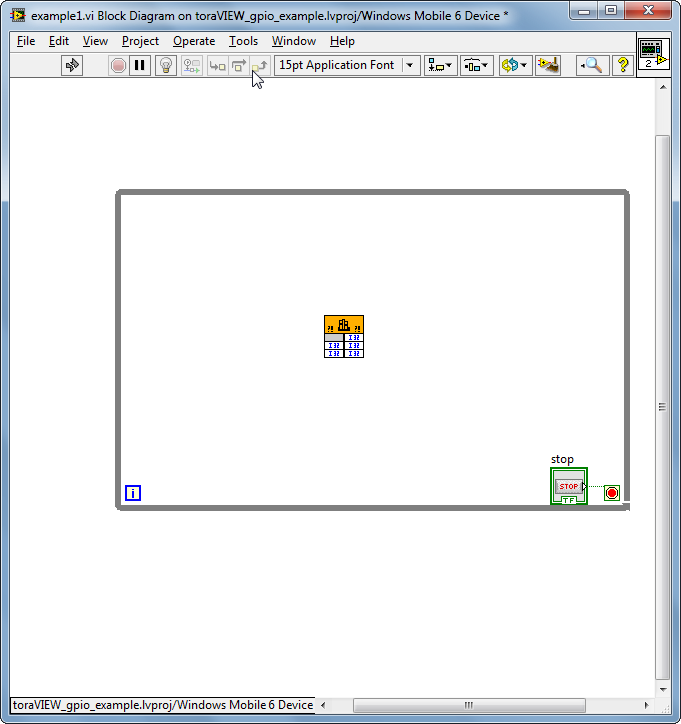 example1.vi Block Diagram on toraVIEW_gpio_example.lvproj/Windows Mobile 6 Device *
File Edit View Project Operate Tools Window Help
15pt Application Font
?
2
?! ?!
I32
I32 I32
I32 I32
stop
STOP
TF
i
toraVIEW_gpio_example.lvproj/Windows Mobile 6 Device